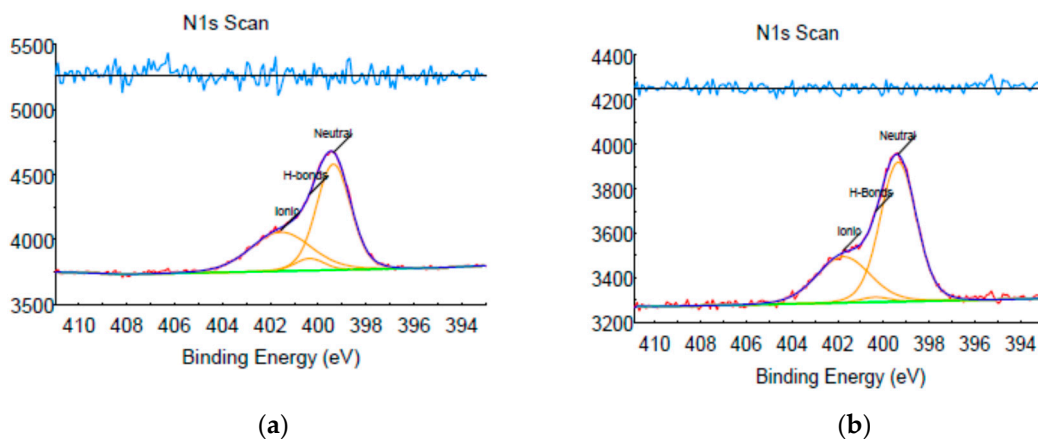 N1s Scan
5500
5000
4500
4000
3500
Neutral
H-bonds
Ionic
410 408 406 404 402 400 398 396 394
Binding Energy (eV)
(a)
N1s Scan
4400
4200
4000
3800
3600
3400
3200
Neutral
H-Bonds
Ionic
410 408 406 404 402 400 398 396 394
Binding Energy (eV)
(b)